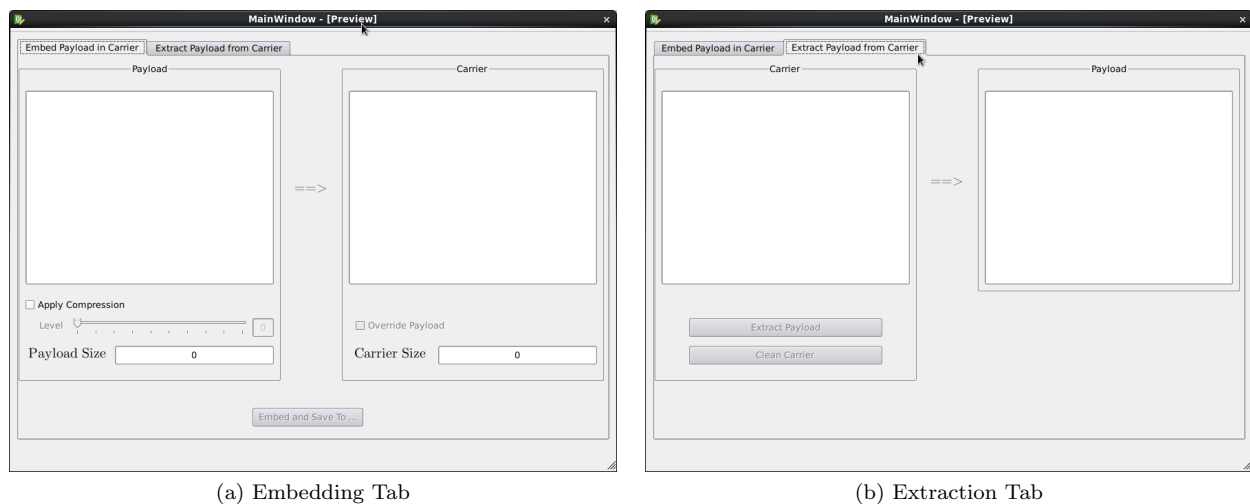 MainWindow - [Preview]
Embed Payload in Carrier
Extract Payload from Carrier
Payload
Carrier
==>
Apply Compression
Level
0
Override Payload
Payload Size
0
Carrier Size
0
Embed and Save To ...
(a) Embedding Tab
MainWindow - [Preview]
Embed Payload in Carrier
Extract Payload from Carrier
Carrier
Payload
==>
Extract Payload
Clean Carrier
(b) Extraction Tab